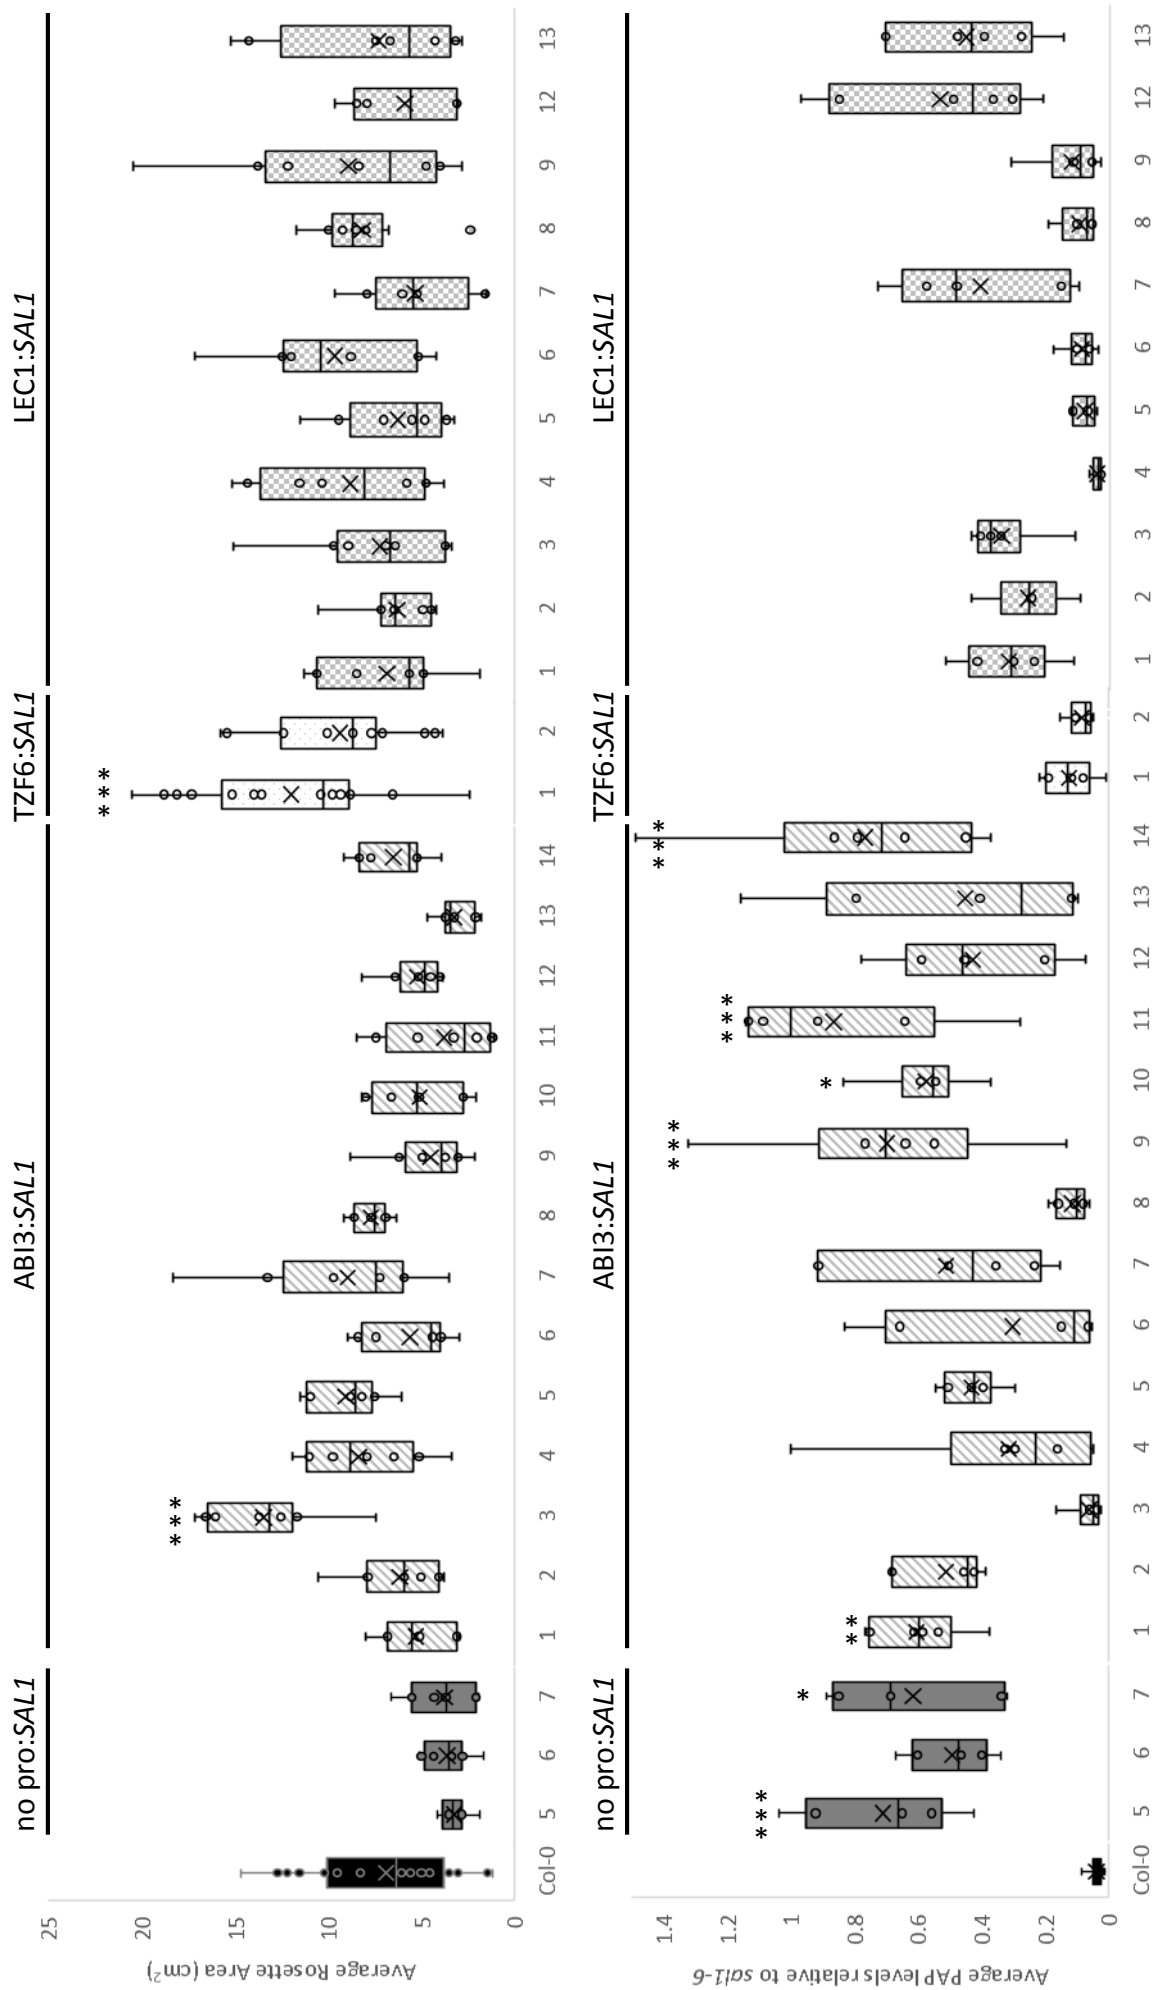 no pro:SAL1 ABI3:SAL1 TZF6:SAL1 LEC1:SAL1
Average Rosette Area (cm²)
25
20
15
10
5
0
*** ***
Col-0 5 6 7 1 2 3 4 5 6 7 8 9 10 11 12 13 14 1 2 1 2 3 4 5 6 7 8 9 12 13
no pro:SAL1 ABI3:SAL1 TZF6:SAL1 LEC1:SAL1
Average PAP levels relative to sal1-6
1.4
1.2
1
0.8
0.6
0.4
0.2
0
*** * ** *** * *** ***
Col-0 5 6 7 1 2 3 4 5 6 7 8 9 10 11 12 13 14 1 2 1 2 3 4 5 6 7 8 9 12 13